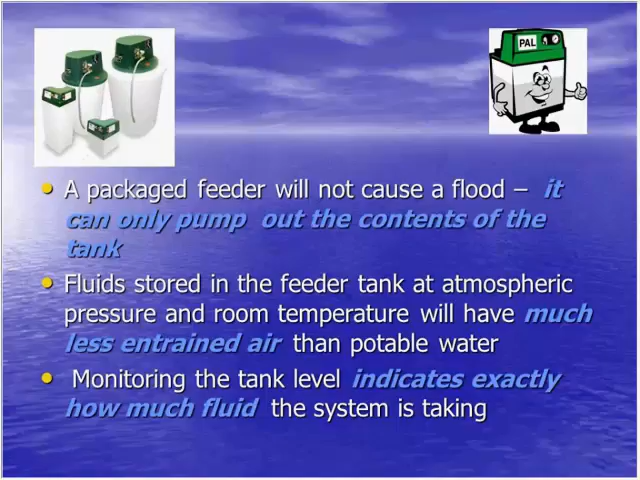 PAL
A packaged feeder will not cause a flood – it
can only pump out the contents of the
tank
Fluids stored in the feeder tank at atmospheric
pressure and room temperature will have much
less entrained air than potable water
Monitoring the tank level indicates exactly
how much fluid the system is taking